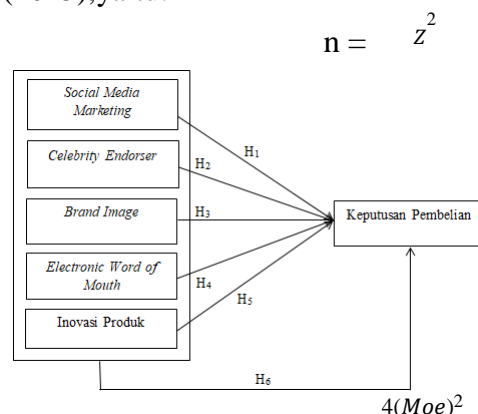 n = z²
Social Media
Marketing
H₁
Celebrity Endorser
H₂
Brand Image
H₃
Keputusan Pembelian
Electronic Word of
Mouth
H₄
H₅
Inovasi Produk
H₆
4(Moe)²